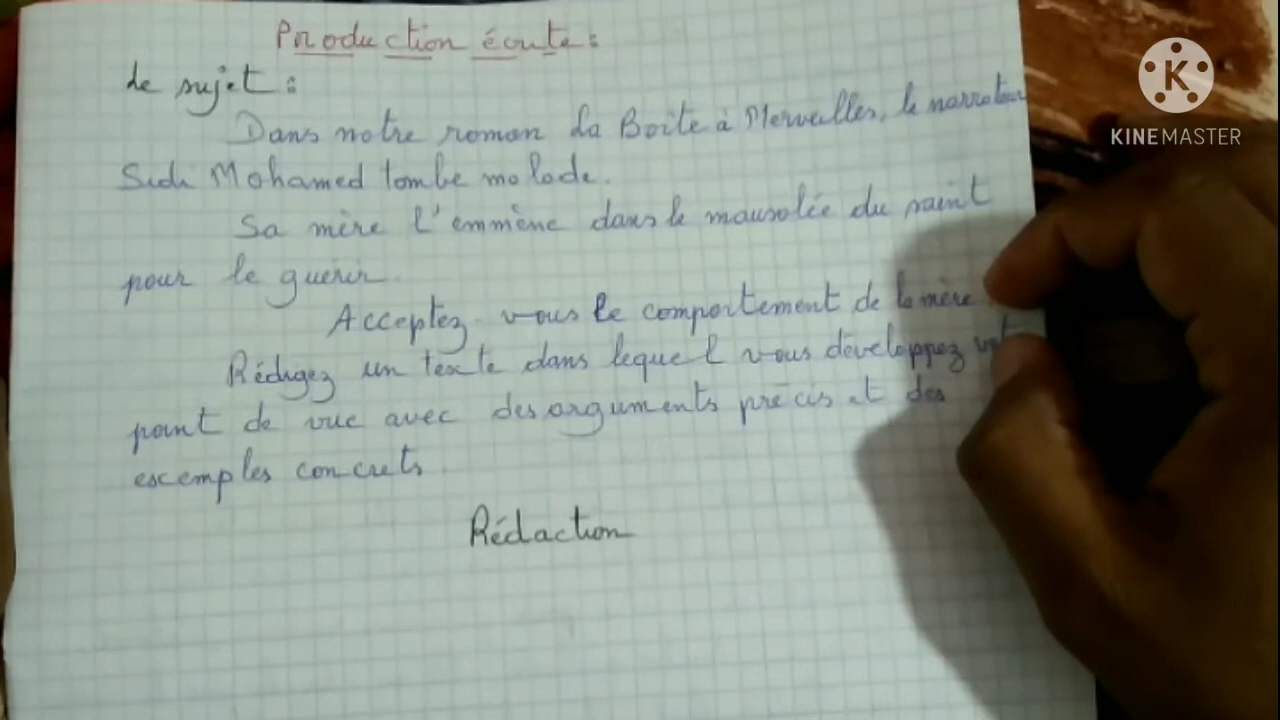 Production écrite :
Le sujet :
Dans notre roman La Boite à Merveilles, le narrateur
Sidi Mohamed tombe malade.
Sa mère l'emmène dans le mausolée du saint
pour le guérir.
Acceptez-vous le comportement de la mère
Rédigez un texte dans lequel vous développez vot
point de vue avec des arguments précis et des
exemples concrets
Rédaction
K
KINEMASTER